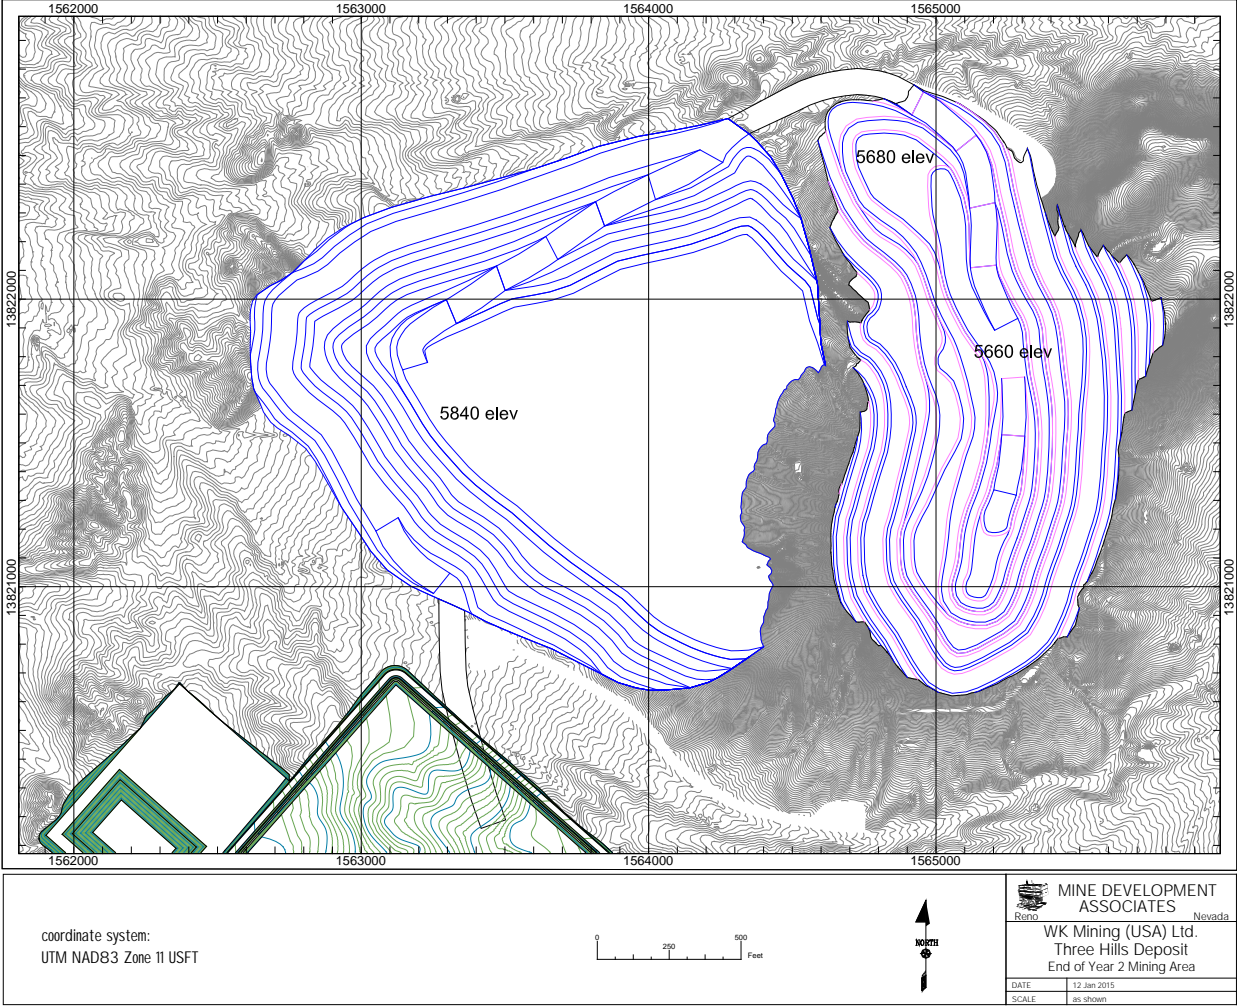 1562000
1563000
1564000
1565000
13822000
13822000
13821000
13821000
5680 elev
5660 elev
5840 elev
1562000
1563000
1564000
1565000
coordinate system:
UTM NAD83 Zone 11 USFT
0
250
500
Feet
NORTH
MINE DEVELOPMENT
ASSOCIATES
Reno
Nevada
WK Mining (USA) Ltd.
Three Hills Deposit
End of Year 2 Mining Area
DATE
12 Jan 2015
SCALE
as shown